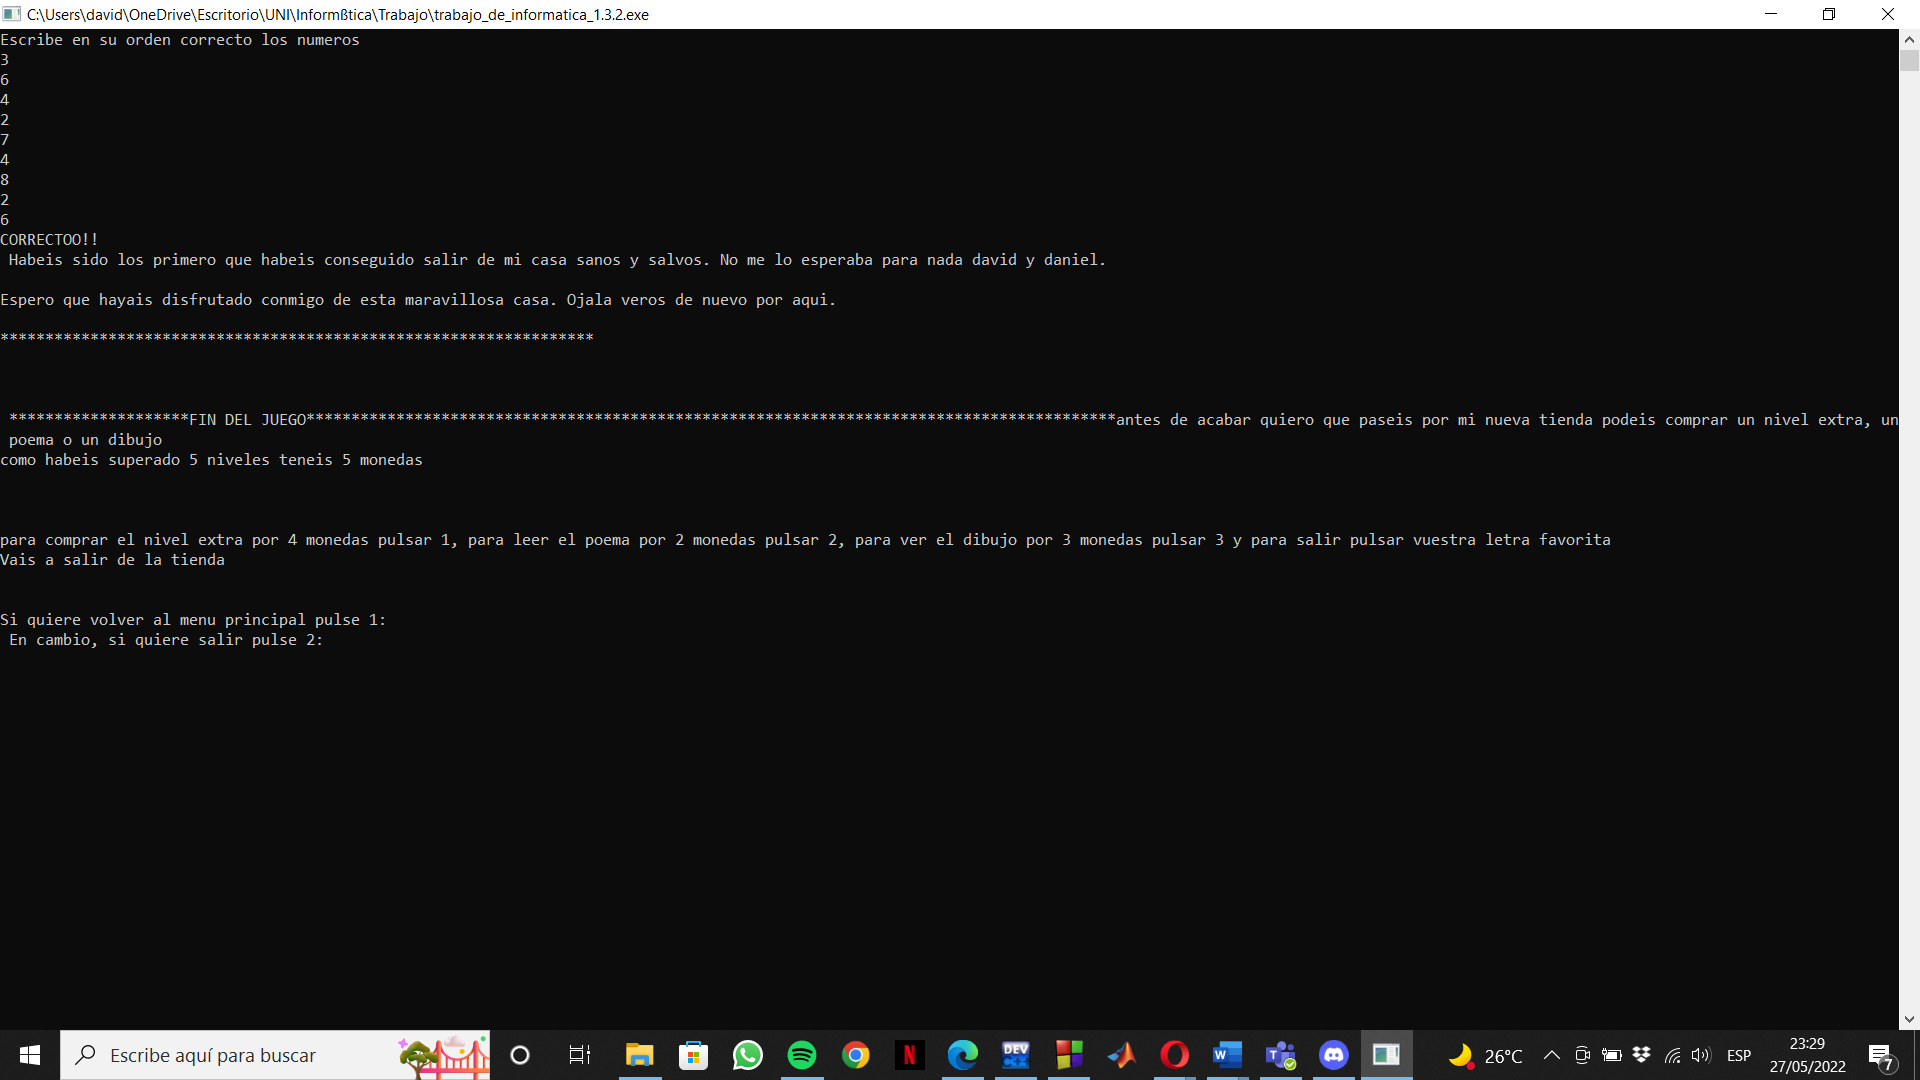 C:\Users\david\OneDrive\Escritorio\UNI\Informßtica\Trabajo\trabajo_de_informatica_1.3.2.exe
Escribe en su orden correcto los numeros
3
6
4
2
7
4
8
2
6
CORRECTOO!!
Habeis sido los primero que habeis conseguido salir de mi casa sanos y salvos. No me lo esperaba para nada david y daniel.
Espero que hayais disfrutado conmigo de esta maravillosa casa. Ojala veros de nuevo por aqui.
******************************************************************
********************FIN DEL JUEGO******************************************************************************************antes de acabar quiero que paseis por mi nueva tienda podeis comprar un nivel extra, un
poema o un dibujo
como habeis superado 5 niveles teneis 5 monedas
para comprar el nivel extra por 4 monedas pulsar 1, para leer el poema por 2 monedas pulsar 2, para ver el dibujo por 3 monedas pulsar 3 y para salir pulsar vuestra letra favorita
Vais a salir de la tienda
Si quiere volver al menu principal pulse 1:
En cambio, si quiere salir pulse 2:
Escribe aquí para buscar
N
DEV
C++
W
T
26°C
ESP
23:29
27/05/2022
7